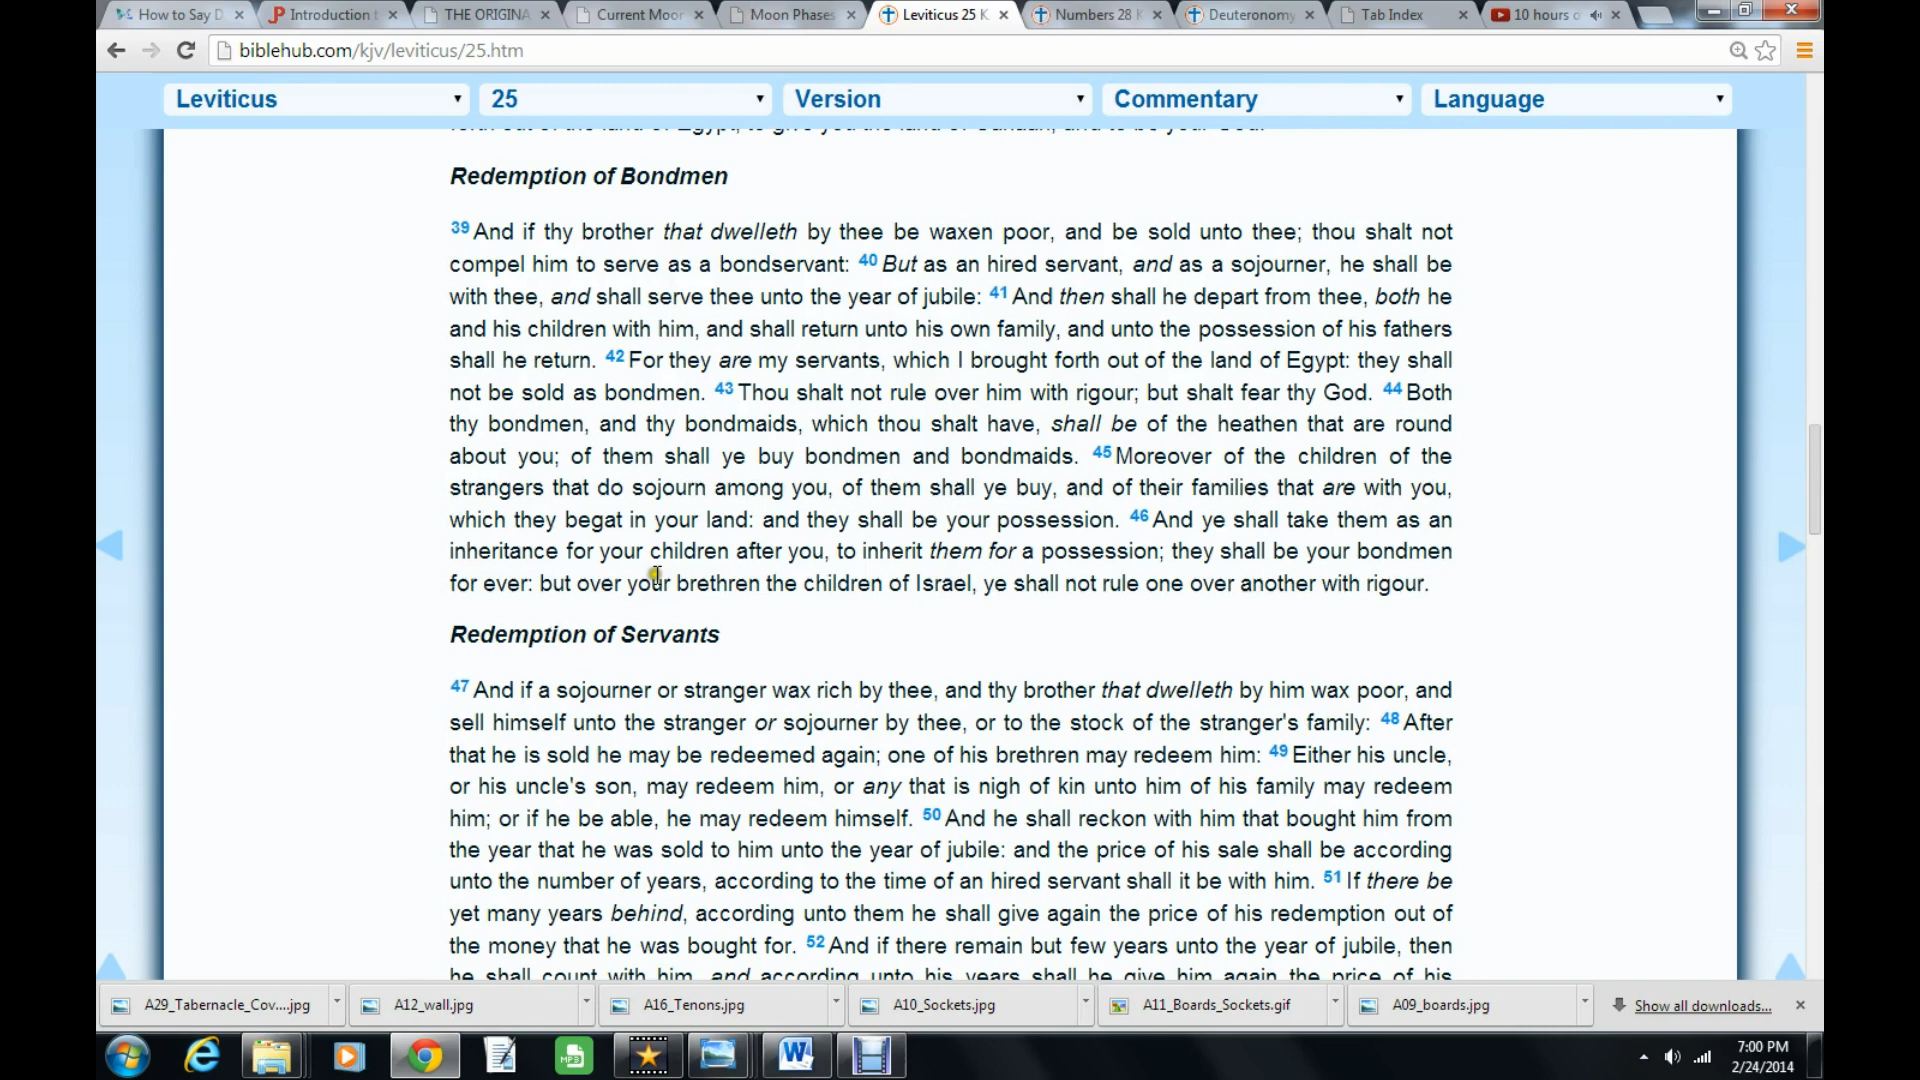 How to Say D
Introduction t
THE ORIGINA
Current Moor
Moon Phases
Leviticus 25 K
Numbers 28 K
Deuteronomy
Tab Index
10 hours o
biblehub.com/kjv/leviticus/25.htm
Leviticus
25
Version
Commentary
Language
Redemption of Bondmen
39 And if thy brother that dwelleth by thee be waxen poor, and be sold unto thee; thou shalt not
compel him to serve as a bondservant: 40 But as an hired servant, and as a sojourner, he shall be
with thee, and shall serve thee unto the year of jubile: 41 And then shall he depart from thee, both he
and his children with him, and shall return unto his own family, and unto the possession of his fathers
shall he return. 42 For they are my servants, which I brought forth out of the land of Egypt: they shall
not be sold as bondmen. 43 Thou shalt not rule over him with rigour; but shalt fear thy God. 44 Both
thy bondmen, and thy bondmaids, which thou shalt have, shall be of the heathen that are round
about you; of them shall ye buy bondmen and bondmaids. 45 Moreover of the children of the
strangers that do sojourn among you, of them shall ye buy, and of their families that are with you,
which they begat in your land: and they shall be your possession. 46 And ye shall take them as an
inheritance for your children after you, to inherit them for a possession; they shall be your bondmen
for ever: but over your brethren the children of Israel, ye shall not rule one over another with rigour.
Redemption of Servants
47 And if a sojourner or stranger wax rich by thee, and thy brother that dwelleth by him wax poor, and
sell himself unto the stranger or sojourner by thee, or to the stock of the stranger's family: 48 After
that he is sold he may be redeemed again; one of his brethren may redeem him: 49 Either his uncle,
or his uncle's son, may redeem him, or any that is nigh of kin unto him of his family may redeem
him; or if he be able, he may redeem himself. 50 And he shall reckon with him that bought him from
the year that he was sold to him unto the year of jubile: and the price of his sale shall be according
unto the number of years, according to the time of an hired servant shall it be with him. 51 If there be
yet many years behind, according unto them he shall give again the price of his redemption out of
the money that he was bought for. 52 And if there remain but few years unto the year of jubile, then
he shall count with him, and according unto his years shall he give him again the price of his
A29_Tabernacle_Cov....jpg
A12_wall.jpg
A16_Tenons.jpg
A10_Sockets.jpg
A11_Boards_Sockets.gif
A09_boards.jpg
Show all downloads...
MP3
7:00 PM
2/24/2014